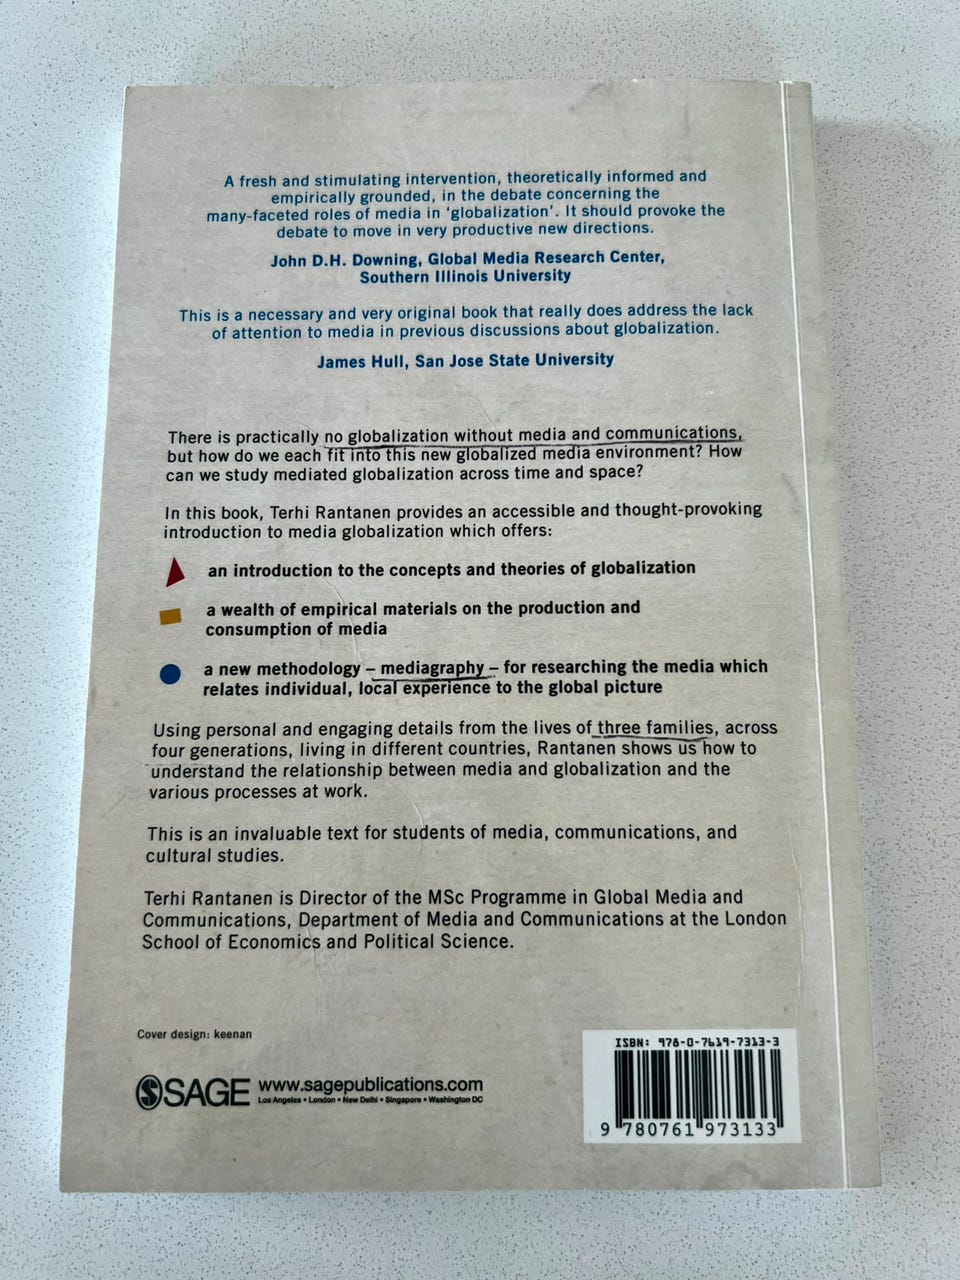 A fresh and stimulating intervention, theoretically informed and
empirically grounded, in the debate concerning the
many-faceted roles of media in ‘globalization’. It should provoke the
debate to move in very productive new directions.
John D.H. Downing, Global Media Research Center,
Southern Illinois University
This is a necessary and very original book that really does address the lack
of attention to media in previous discussions about globalization.
James Hull, San Jose State University
There is practically no globalization without media and communications,
but how do we each fit into this new globalized media environment? How
can we study mediated globalization across time and space?
In this book, Terhi Rantanen provides an accessible and thought-provoking
introduction to media globalization which offers:
an introduction to the concepts and theories of globalization
a wealth of empirical materials on the production and
consumption of media
a new methodology – mediagraphy – for researching the media which
relates individual, local experience to the global picture
Using personal and engaging details from the lives of three families, across
four generations, living in different countries, Rantanen shows us how to
understand the relationship between media and globalization and the
various processes at work.
This is an invaluable text for students of media, communications, and
cultural studies.
Terhi Rantanen is Director of the MSc Programme in Global Media and
Communications, Department of Media and Communications at the London
School of Economics and Political Science.
Cover design: keenan
SAGE www.sagepublications.com
Los Angeles • London • New Delhi • Singapore • Washington DC
ISBN: 978-0-7619-7313-3
9 780761 973133